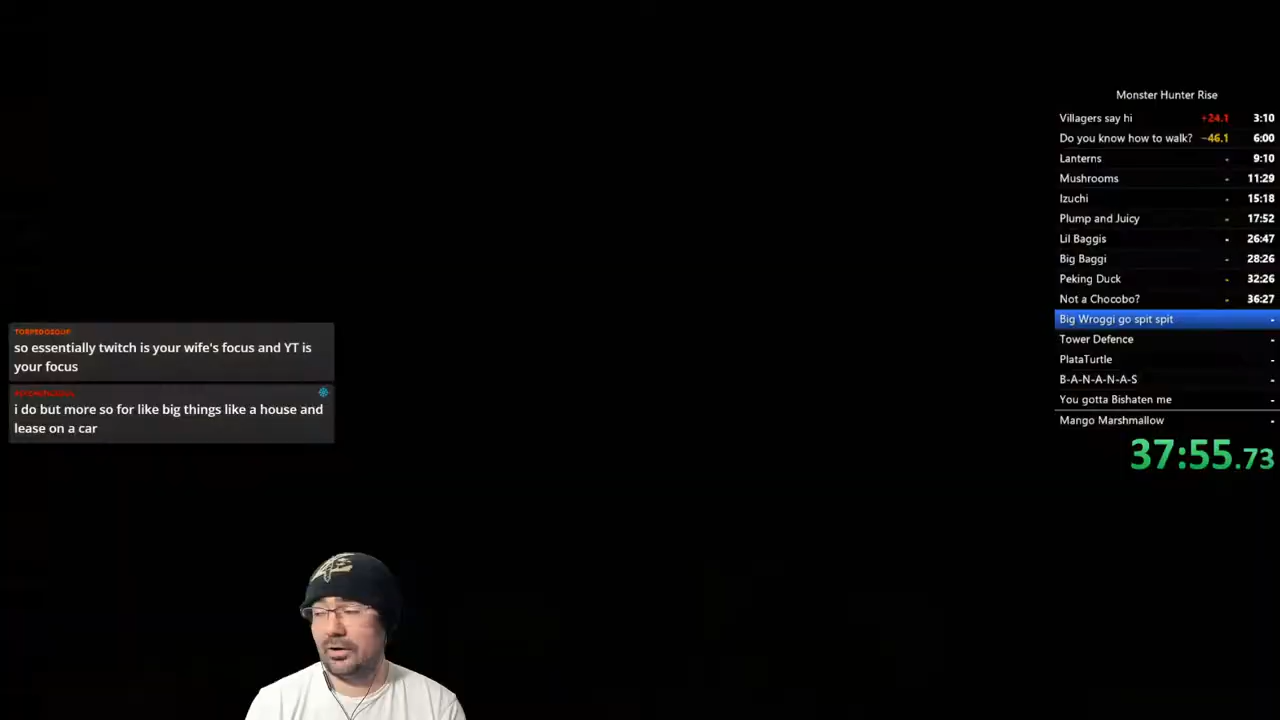 Monster Hunter Rise
Villagers say hi +24.1 3:10
Do you know how to walk? -46.1 6:00
Lanterns - 9:10
Mushrooms - 11:29
Izuchi - 15:18
Plump and Juicy - 17:52
Lil Baggis - 26:47
Big Baggi - 28:26
Peking Duck - 32:26
Not a Chocobo? - 36:27
Big Wroggi go spit spit -
Tower Defence -
PlataTurtle -
B-A-N-A-N-A-S -
You gotta Bishaten me -
Mango Marshmallow -
37:55.73
TORPEDOSOUP
so essentially twitch is your wife's focus and YT is
your focus
i do but more so for like big things like a house and
lease on a car